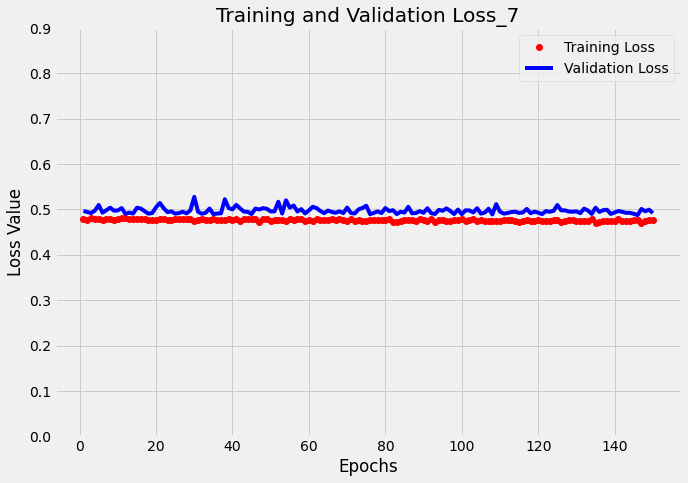 Training and Validation Loss_7
Training Loss
Validation Loss
Loss Value
0.9
0.8
0.7
0.6
0.5
0.4
0.3
0.2
0.1
0.0
0 20 40 60 80 100 120 140
Epochs